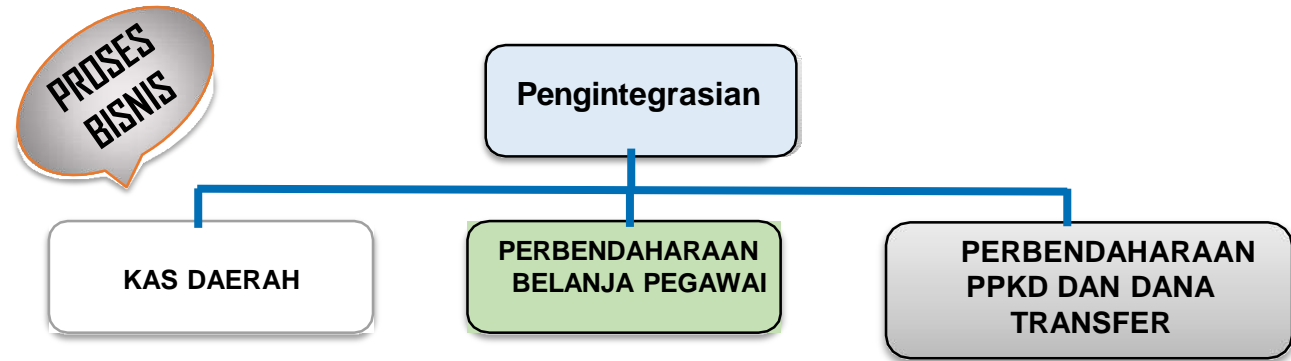 PROSES
BISNIS
Pengintegrasian
KAS DAERAH
PERBENDAHARAAN
BELANJA PEGAWAI
PERBENDAHARAAN
PPKD DAN DANA
TRANSFER